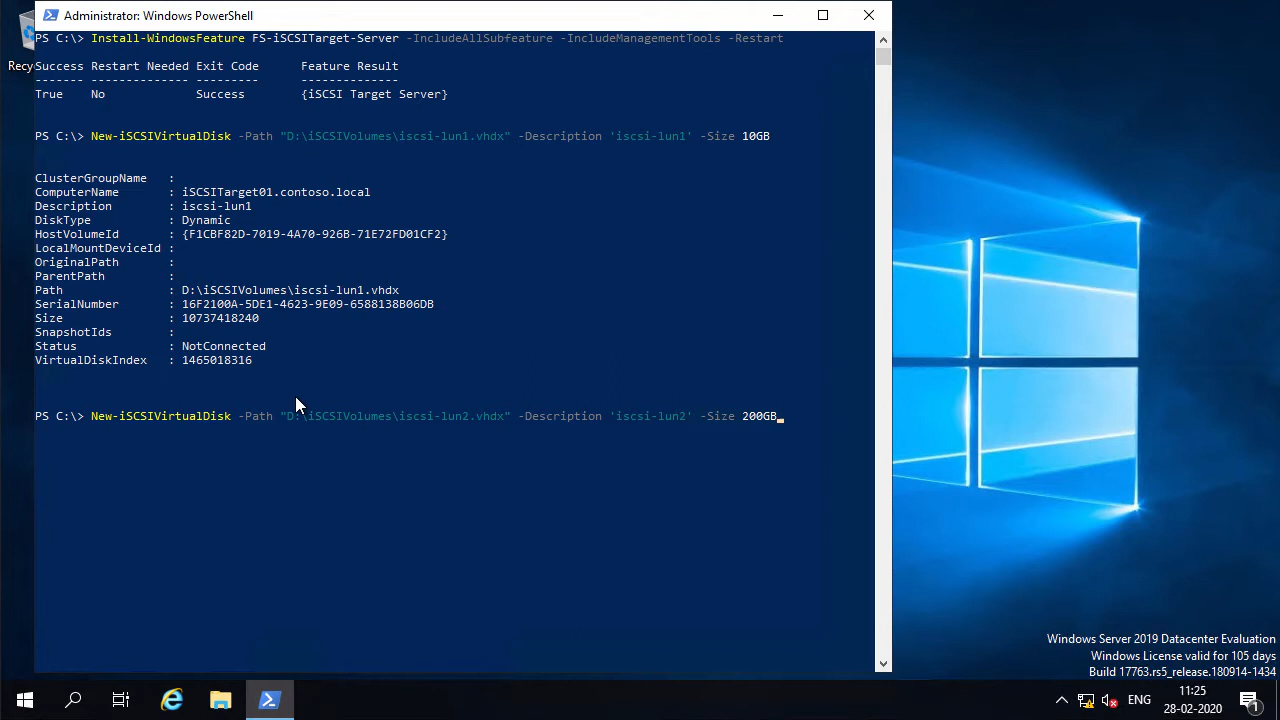 Administrator: Windows PowerShell
PS C:\> Install-WindowsFeature FS-iSCSITarget-Server -IncludeAllSubfeature -IncludeManagementTools -Restart
Recy
Success Restart Needed Exit Code      Feature Result
------- -------------- ---------      --------------
True    No             Success        {iSCSI Target Server}
PS C:\> New-iSCSIVirtualDisk -Path "D:\iSCSIVolumes\iscsi-lun1.vhdx" -Description 'iscsi-lun1' -Size 10GB
ClusterGroupName   :
ComputerName       : iSCSITarget01.contoso.local
Description        : iscsi-lun1
DiskType           : Dynamic
HostVolumeId       : {F1CBF82D-7019-4A70-926B-71E72FD01CF2}
LocalMountDeviceId :
OriginalPath       :
ParentPath         :
Path               : D:\iSCSIVolumes\iscsi-lun1.vhdx
SerialNumber       : 16F2100A-5DE1-4623-9E09-6588138B06DB
Size               : 10737418240
SnapshotIds        :
Status             : NotConnected
VirtualDiskIndex   : 1465018316
PS C:\> New-iSCSIVirtualDisk -Path "D:\iSCSIVolumes\iscsi-lun2.vhdx" -Description 'iscsi-lun2' -Size 200GB
Windows Server 2019 Datacenter Evaluation
Windows License valid for 105 days
Build 17763.rs5_release.180914-1434
ENG
11:25
28-02-2020
1